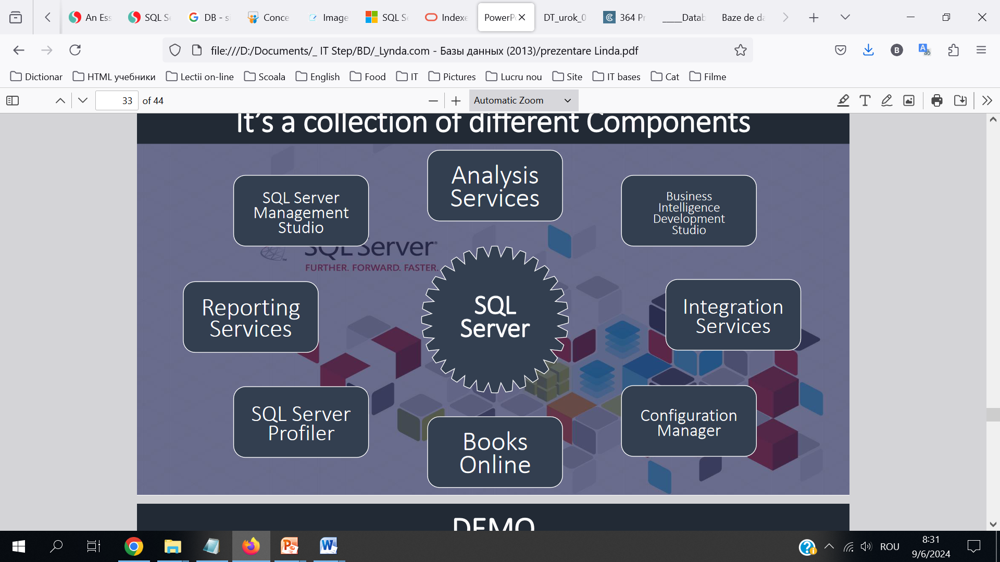 An Ess
SQL S
DB - si
Conce
Image
SQL S
Indexe
PowerP
DT_urok_0
364 Pr
_____Datab
Baze de da
file:///D:/Documents/_ IT Step/BD/_Lynda.com - Базы данных (2013)/prezentare Linda.pdf
Dictionar
HTML учебники
Lectii on-line
Scoala
English
Food
IT
Pictures
Lucru nou
Site
IT bases
Cat
Filme
33 of 44
Automatic Zoom
It's a collection of different Components
Analysis
Services
SQL Server
Management
Studio
Business
Intelligence
Development
Studio
SQL Server
FURTHER. FORWARD. FASTER.
SQL
Server
Reporting
Services
Integration
Services
SQL Server
Profiler
Configuration
Manager
Books
Online
DEMO
ROU
8:31
9/6/2024